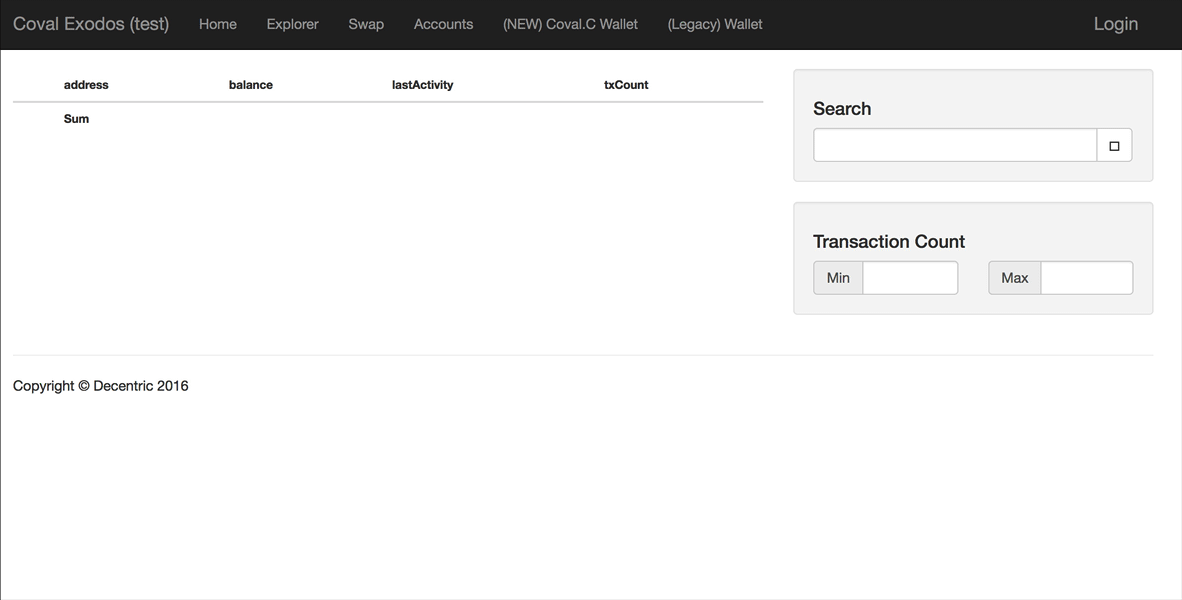 Coval Exodos (test) Home Explorer Swap Accounts (NEW) Coval.C Wallet (Legacy) Wallet Login
address balance lastActivity txCount
Sum
Search
Transaction Count
Min Max
Copyright © Decentric 2016